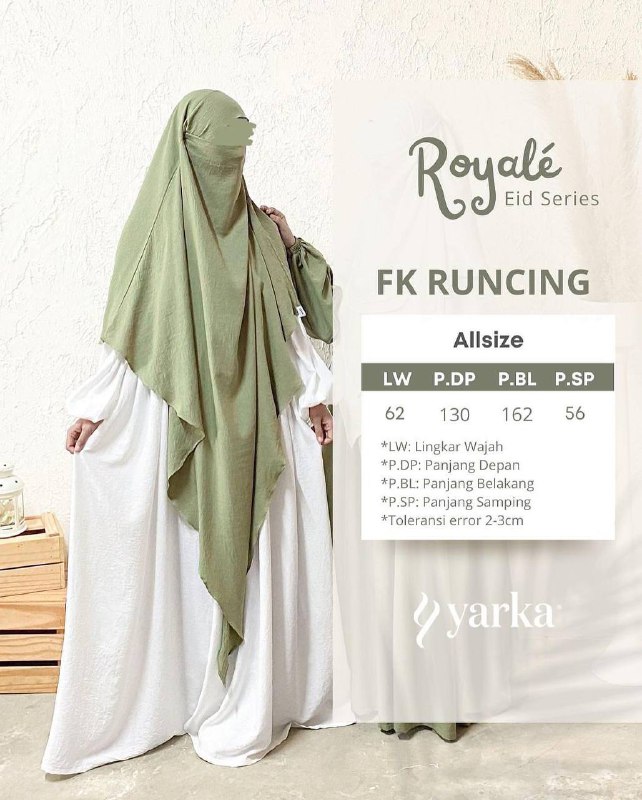 Royalé
Eid Series
FK RUNCING
Allsize
LW P.DP P.BL P.SP
62 130 162 56
*LW: Lingkar Wajah
*P.DP: Panjang Depan
*P.BL: Panjang Belakang
*P.SP: Panjang Samping
*Toleransi error 2-3cm
yarka®